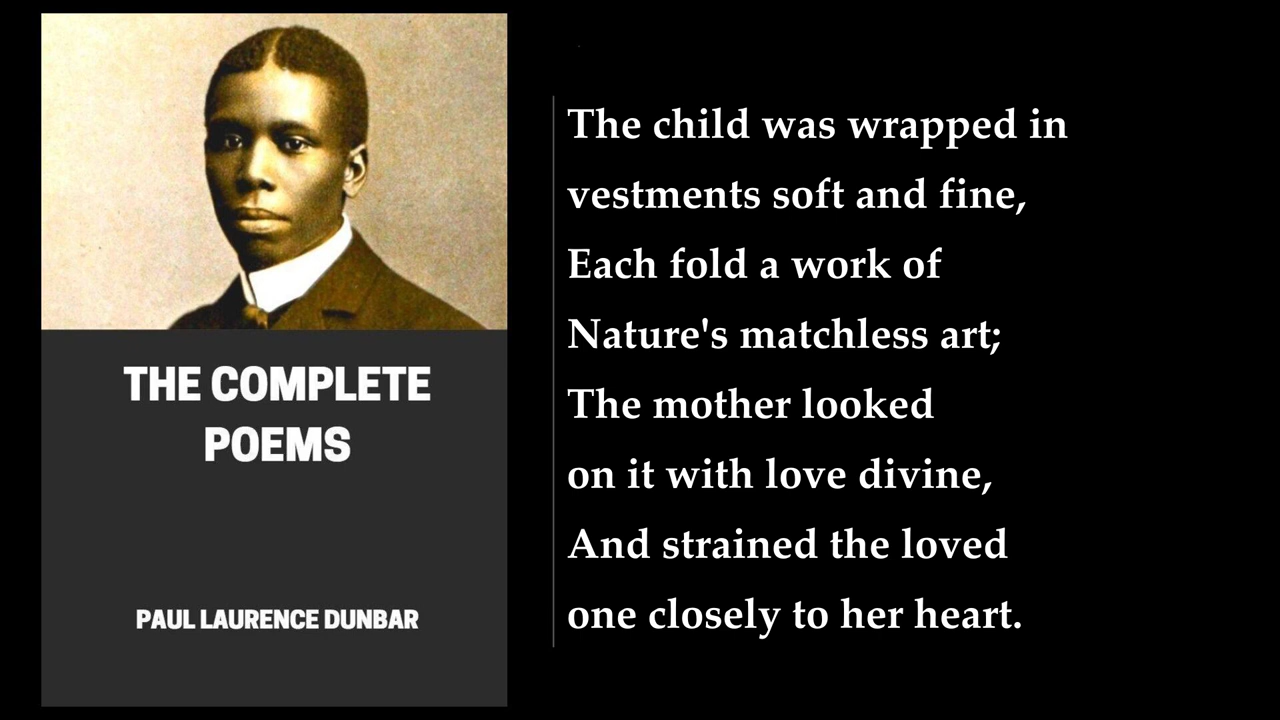 THE COMPLETE
POEMS
PAUL LAURENCE DUNBAR
The child was wrapped in
vestments soft and fine,
Each fold a work of
Nature's matchless art;
The mother looked
on it with love divine,
And strained the loved
one closely to her heart.